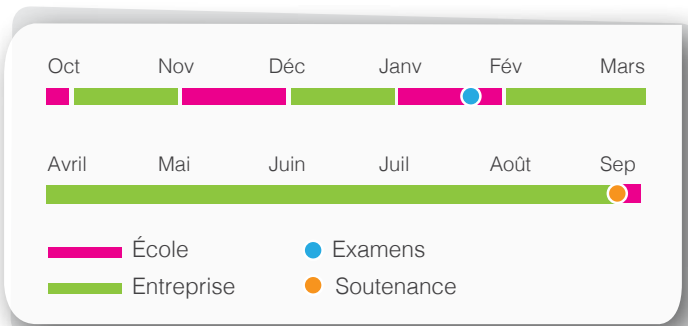 Oct Nov Déc Janv Fév Mars
Avril Mai Juin Juil Août Sep
École Examens
Entreprise Soutenance